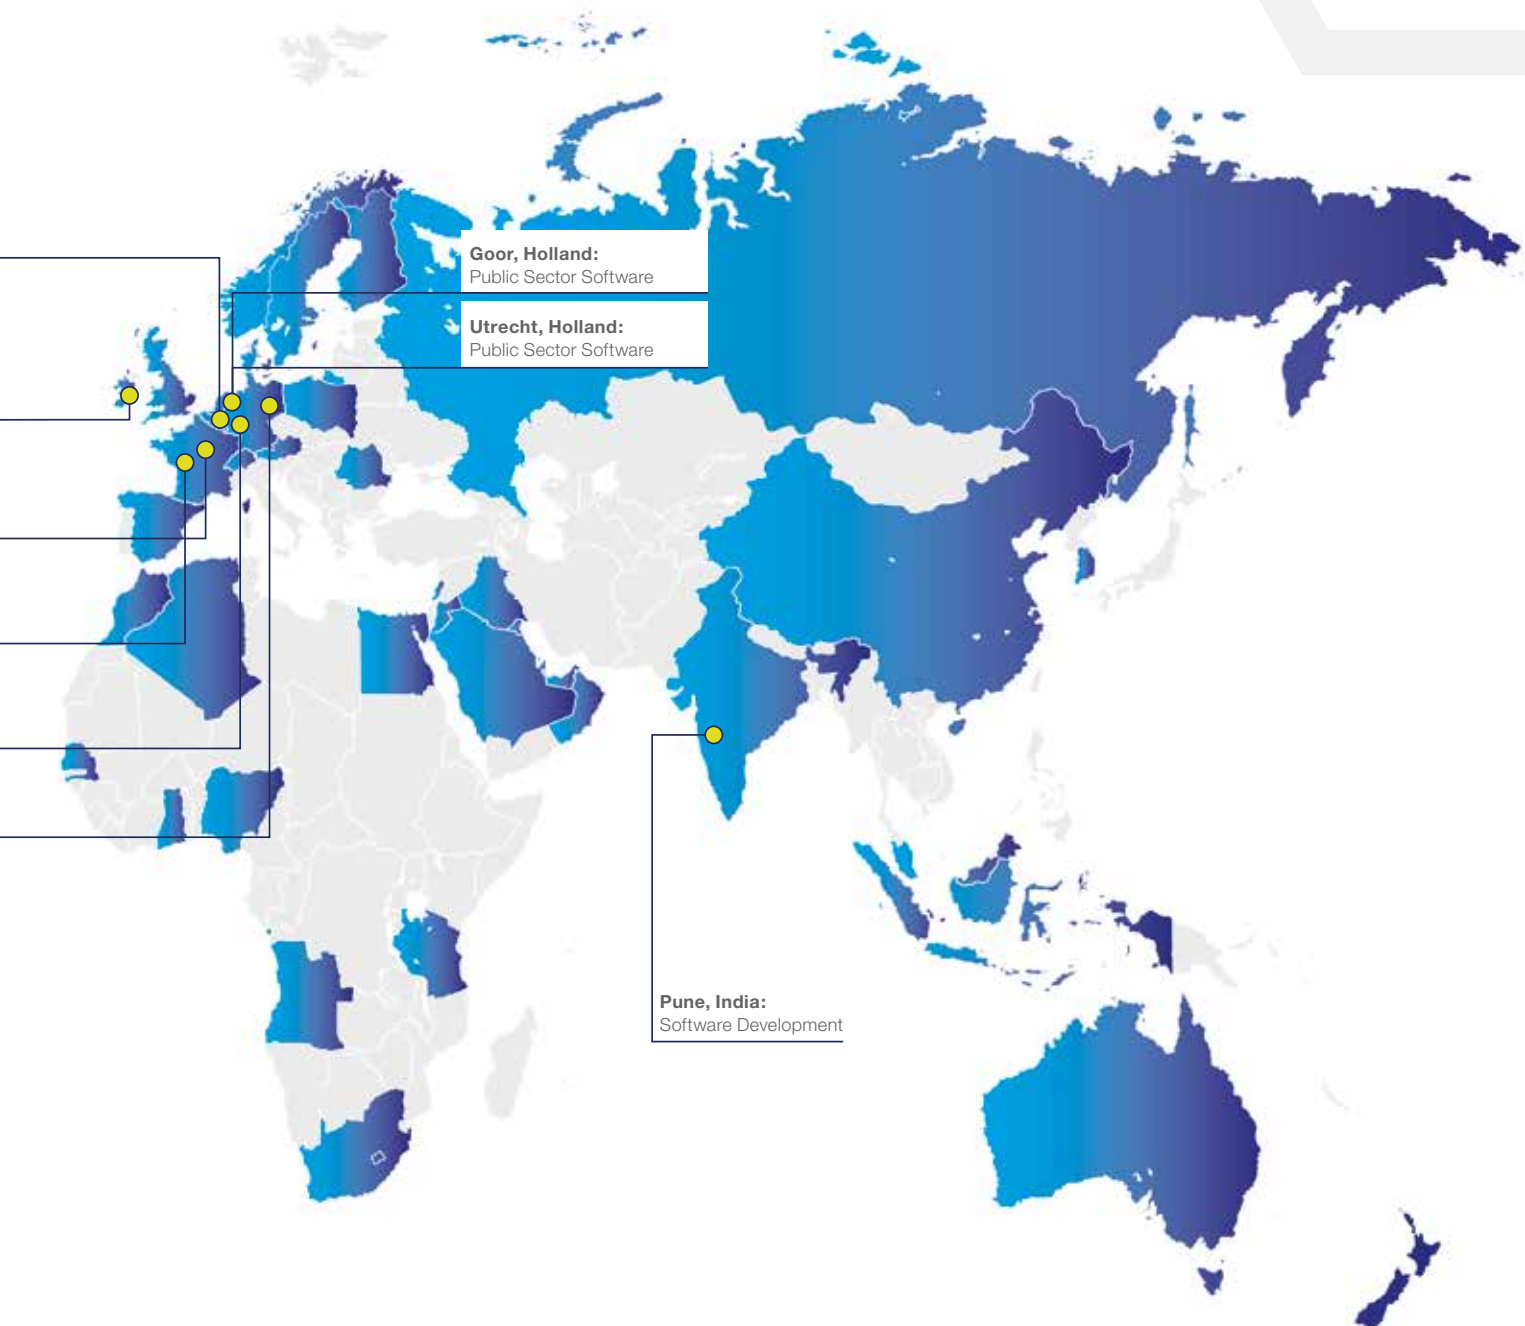 Goor, Holland:
Public Sector Software
Utrecht, Holland:
Public Sector Software
Pune, India:
Software Development